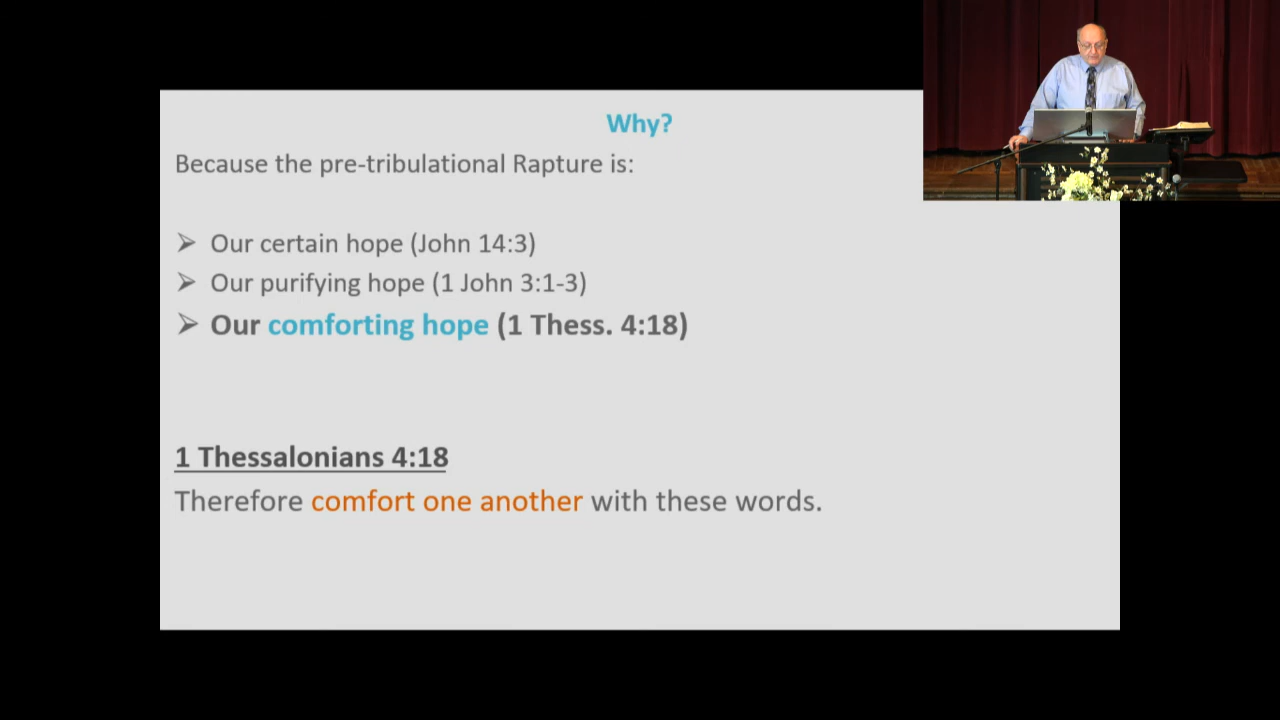 Why?
Because the pre-tribulational Rapture is:
➢ Our certain hope (John 14:3)
➢ Our purifying hope (1 John 3:1-3)
➢ Our comforting hope (1 Thess. 4:18)
1 Thessalonians 4:18
Therefore comfort one another with these words.